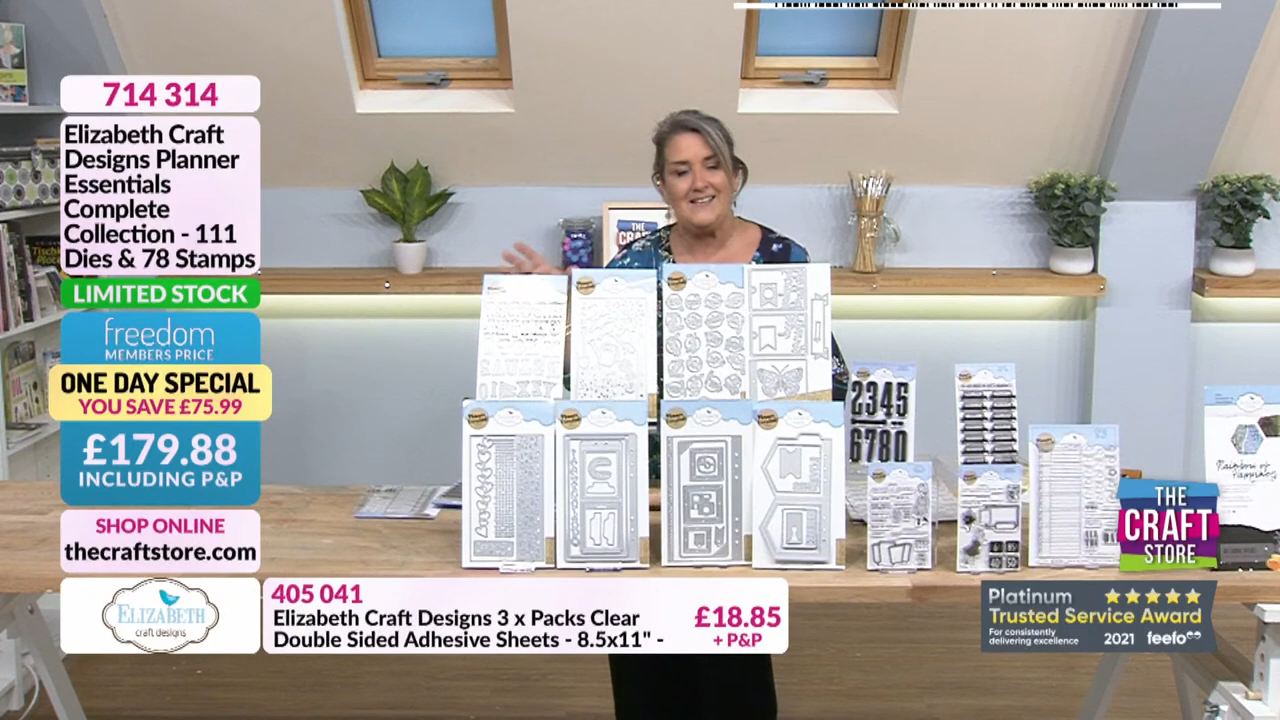 714 314
Elizabeth Craft
Designs Planner
Essentials
Complete
Collection - 111
Dies & 78 Stamps
LIMITED STOCK
freedom
MEMBERS PRICE
ONE DAY SPECIAL
YOU SAVE £75.99
£179.88
INCLUDING P&P
SHOP ONLINE
thecraftstore.com
ELIZABETH
craft designs
405 041
Elizabeth Craft Designs 3 x Packs Clear
Double Sided Adhesive Sheets - 8.5x11" -
£18.85
+ P&P
THE
CRAFT
2345
6780
THE
CRAFT
STORE
Platinum
Trusted Service Award
For consistently
delivering excellence
2021 feefo